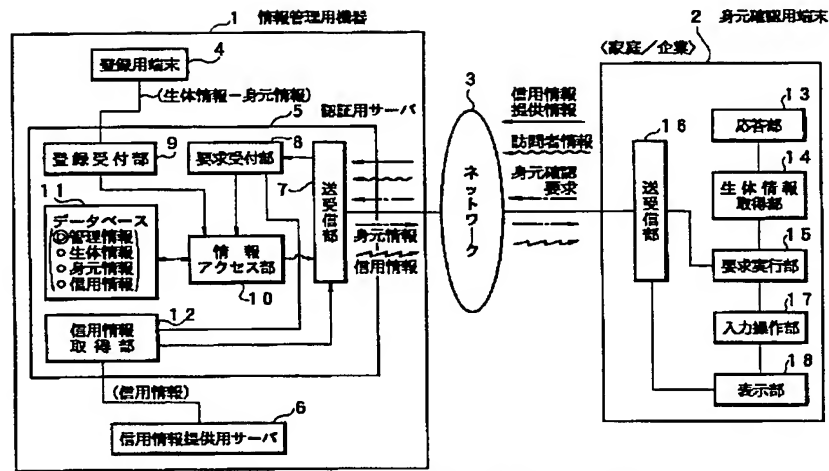 1 情報管理用機器
4
登録用端末
(生体情報－身元情報)
5 認証用サーバ
登録受付部
9
要求受付部
8
7
送受信部
11
データベース
管理情報
生体情報
身元情報
信用情報
情報
アクセス部
10
身元情報
信用情報
12
信用情報
取得部
(信用情報)
6
信用情報提供用サーバ
3
ネットワーク
信用情報
提供情報
訪問者情報
身元確認
要求
2 身元確認用端末
〈家庭／企業〉
16
送受信部
13
応答部
14
生体情報
取得部
15
要求実行部
17
入力操作部
18
表示部